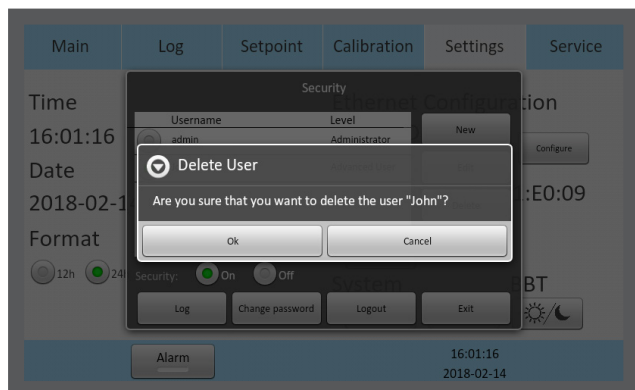 Main Log Setpoint Calibration Settings Service
Security
Time
Ethernet Configuration
Username Level
16:01:16
admin Administrator
New
Configure
Delete User
Date
Are you sure that you want to delete the user "John"?
2018-02-1
:E0:09
Ok Cancel
Format
12h 24h
Security: On Off
System
BT
Log Change password Logout Exit
Alarm
16:01:16
2018-02-14